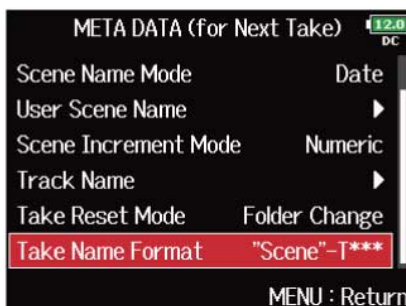 META DATA (for Next Take) 12.0 DC
Scene Name Mode Date
User Scene Name
Scene Increment Mode Numeric
Track Name
Take Reset Mode Folder Change
Take Name Format "Scene"-T***
MENU : Return